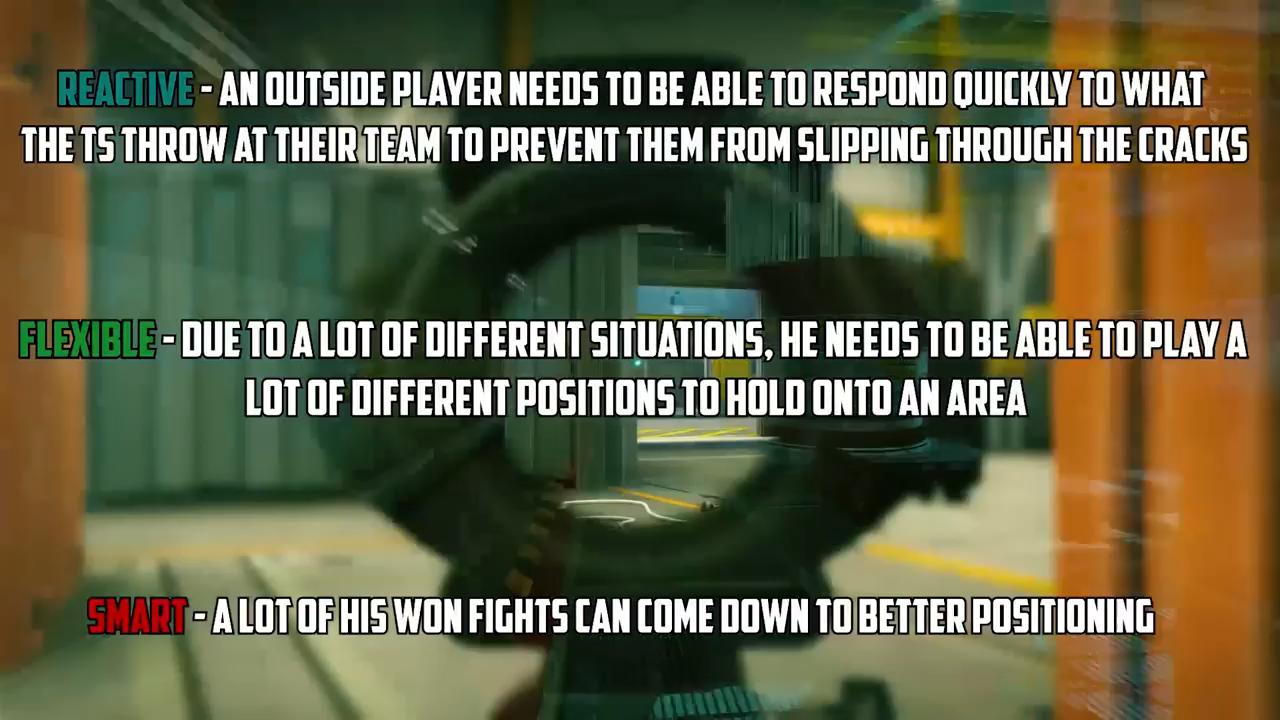 REACTIVE - AN OUTSIDE PLAYER NEEDS TO BE ABLE TO RESPOND QUICKLY TO WHAT
THE TS THROW AT THEIR TEAM TO PREVENT THEM FROM SLIPPING THROUGH THE CRACKS
FLEXIBLE - DUE TO A LOT OF DIFFERENT SITUATIONS, HE NEEDS TO BE ABLE TO PLAY A
LOT OF DIFFERENT POSITIONS TO HOLD ONTO AN AREA
SMART - A LOT OF HIS WON FIGHTS CAN COME DOWN TO BETTER POSITIONING